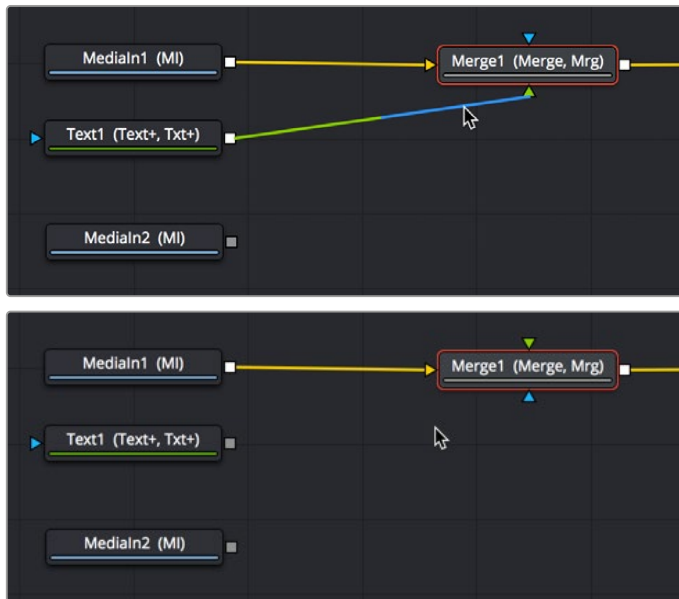 MediaIn1 (MI)
Merge1 (Merge, Mrg)
Text1 (Text+, Txt+)
MediaIn2 (MI)
MediaIn1 (MI)
Merge1 (Merge, Mrg)
Text1 (Text+, Txt+)
MediaIn2 (MI)